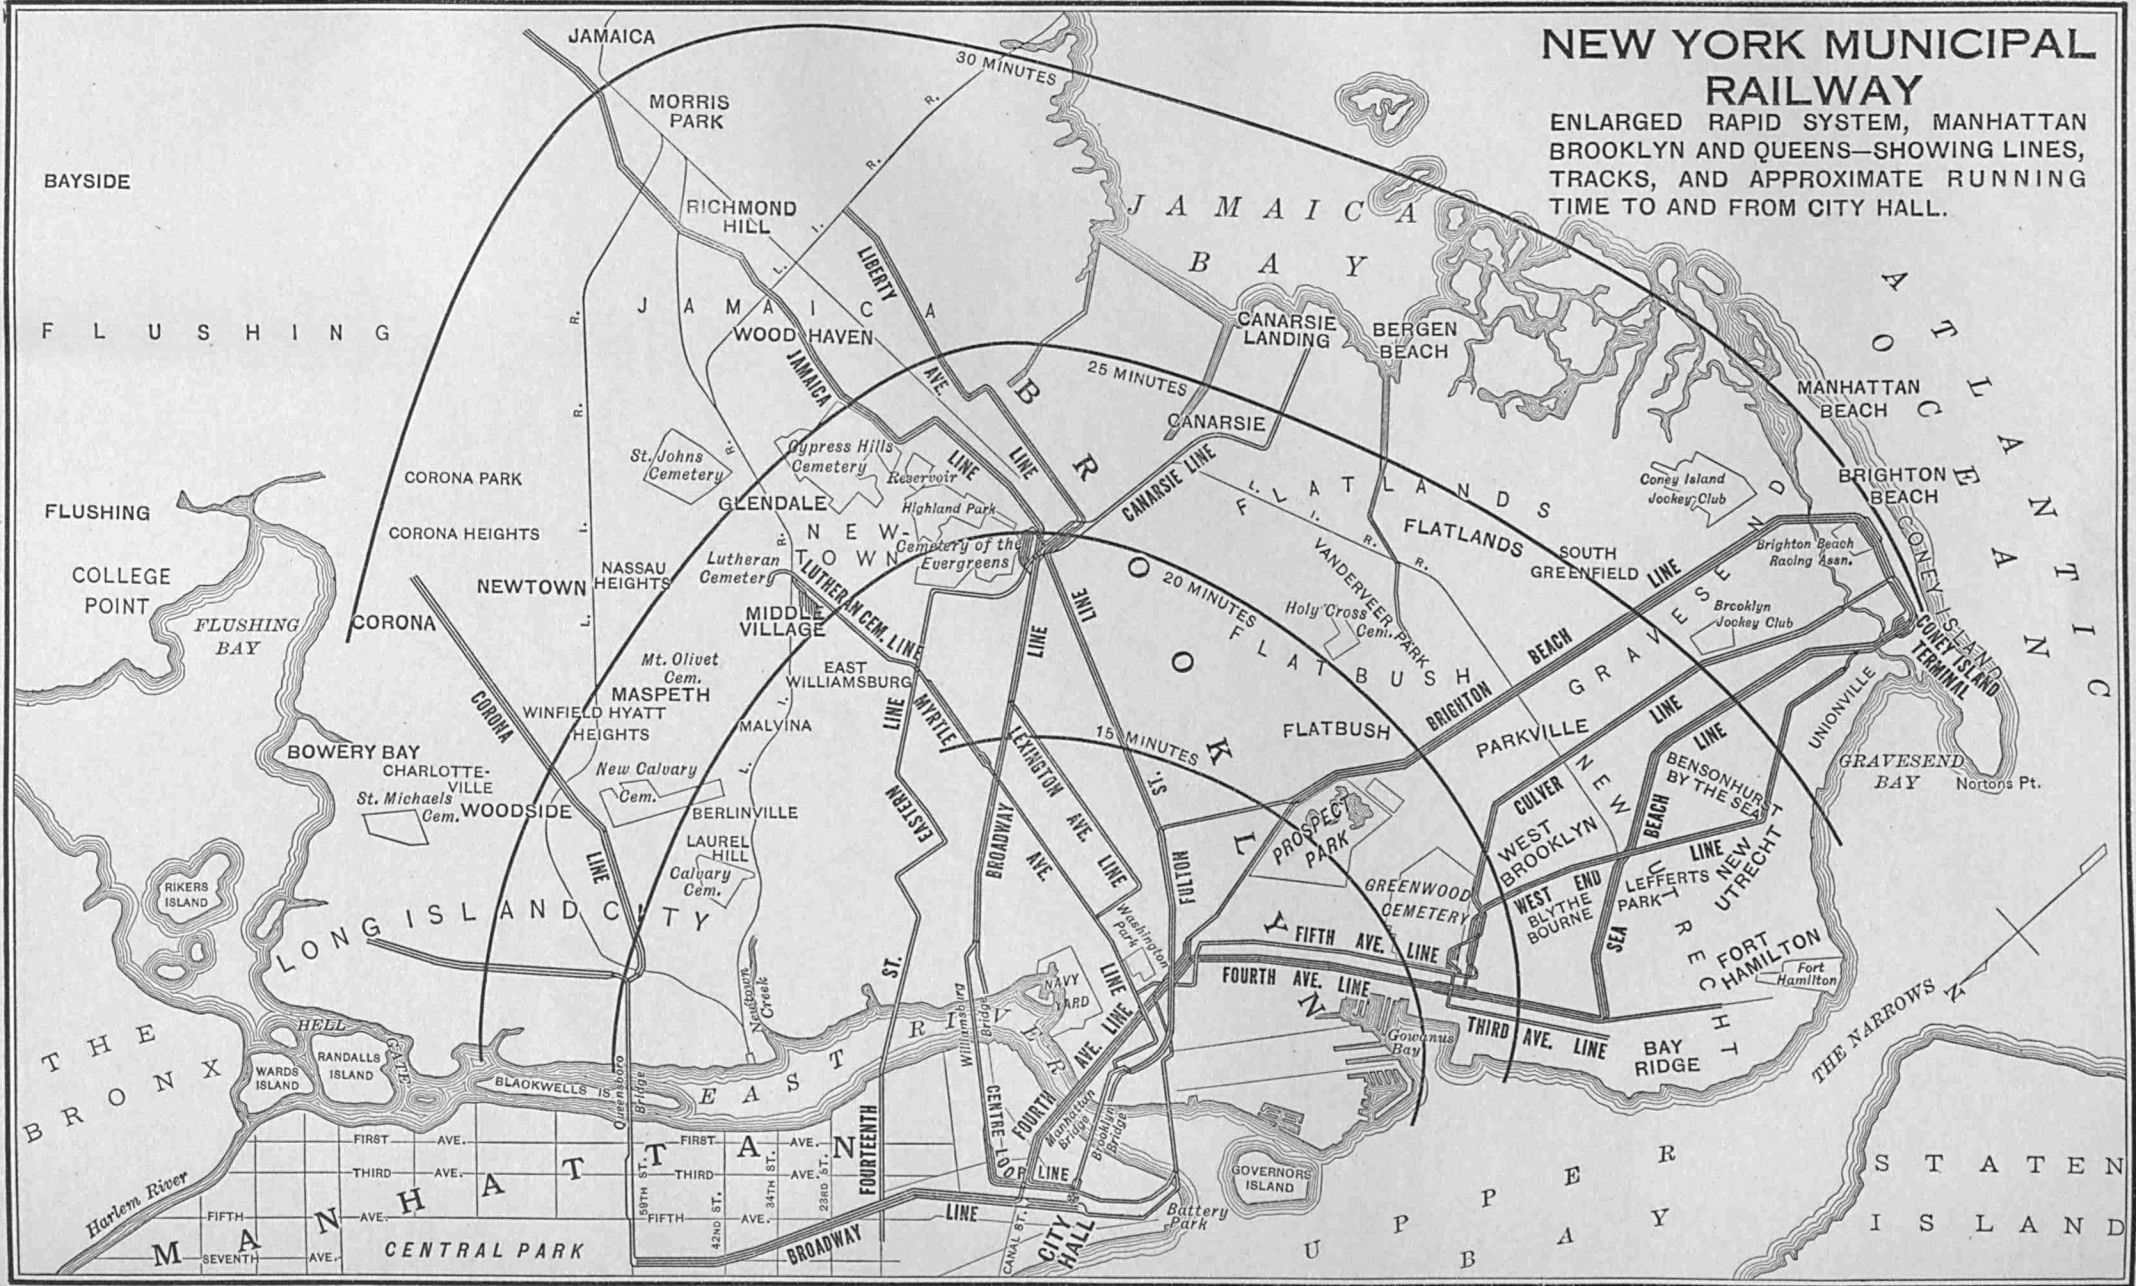 NEW YORK MUNICIPAL
RAILWAY
ENLARGED RAPID SYSTEM, MANHATTAN
BROOKLYN AND QUEENS—SHOWING LINES,
TRACKS, AND APPROXIMATE RUNNING
TIME TO AND FROM CITY HALL.
JAMAICA
30 MINUTES
MORRIS
PARK
R.
R.
BAYSIDE
RICHMOND
HILL
I.
L.
JAMAICA
BAY
LIBERTY
AVE.
LINE
FLUSHING
JAMAICA
WOOD HAVEN
JAMAICA
LINE
R.
R.
I.
L.
CANARSIE
LANDING
BERGEN
BEACH
25 MINUTES
CANARSIE
CANARSIE LINE
ATLANTIC
OCEAN
MANHATTAN
BEACH
BRIGHTON
BEACH
CONEY ISLAND
CONEY ISLAND
TERMINAL
Coney Island
Jockey Club
Brighton Beach
Racing Assn.
Brcoklyn
Jockey Club
St. Johns
Cemetery
R.
Cypress Hills
Cemetery
Reservoir
Highland Park
GLENDALE
R.
NEW-
TOWN
Cemetery of the
Evergreens
Lutheran
Cemetery
LUTHERAN CEM. LINE
MIDDLE
VILLAGE
CORONA PARK
CORONA HEIGHTS
FLUSHING
COLLEGE
POINT
FLUSHING
BAY
NEWTOWN
NASSAU
HEIGHTS
CORONA
CORONA
LINE
Mt. Olivet
Cem.
MASPETH
WINFIELD HYATT
HEIGHTS
EAST
WILLIAMSBURG
I.
MALVINA
L.
New Calvary
Cem.
BERLINVILLE
LAUREL
HILL
Calvary
Cem.
BOWERY BAY
CHARLOTTE-
VILLE
St. Michaels
Cem.
WOODSIDE
RIKERS
ISLAND
LONG ISLAND CITY
BROOKLYN
L.
I.
R.
R.
FLATLANDS
FLATLANDS
SOUTH
GREENFIELD
VANDERVEER PARK
Holy Cross
Cem.
20 MINUTES
FLATBUSH
FLATBUSH
BRIGHTON
BEACH
LINE
GRAVESEND
PARKVILLE
CULVER
LINE
UNIONVILLE
GRAVESEND
BAY
Nortons Pt.
BENSONHURST
BY THE SEA
NEW
UTRECHT
NEW
UTRECHT
WEST
BROOKLYN
WEST END
LINE
BLYTHE
BOURNE
LEFFERTS
PARK
SEA
BEACH
LINE
FORT
HAMILTON
Fort
Hamilton
THE NARROWS
N
15 MINUTES
MYRTLE
AVE.
LINE
LEXINGTON
AVE.
LINE
BROADWAY
LINE
FULTON
ST.
LINE
FOURTEENTH
ST.
EASTERN
LINE
PROSPECT
PARK
GREENWOOD
CEMETERY
Washington
Park
FIFTH AVE. LINE
FOURTH AVE. LINE
THIRD AVE. LINE
BAY
RIDGE
Gowanus
Bay
NAVY
YARD
Newtown
Creek
Williamsburg
Bridge
FOURTH
AVE.
LINE
Manhattan
Bridge
Brooklyn
Bridge
CENTRE-LOOP LINE
EAST RIVER
THE
BRONX
HELL
GATE
WARDS
ISLAND
RANDALLS
ISLAND
BLAOKWELLS IS.
Queensboro
Bridge
Harlem River
MANHATTAN
FIRST AVE.
THIRD AVE.
FIFTH AVE.
SEVENTH AVE.
FIRST AVE.
THIRD AVE.
FIFTH AVE.
59TH ST.
42ND ST.
34TH ST.
23RD ST.
CENTRAL PARK
BROADWAY
LINE
CANAL ST.
CITY
HALL
Battery
Park
GOVERNORS
ISLAND
UPPER
BAY
STATEN
ISLAND